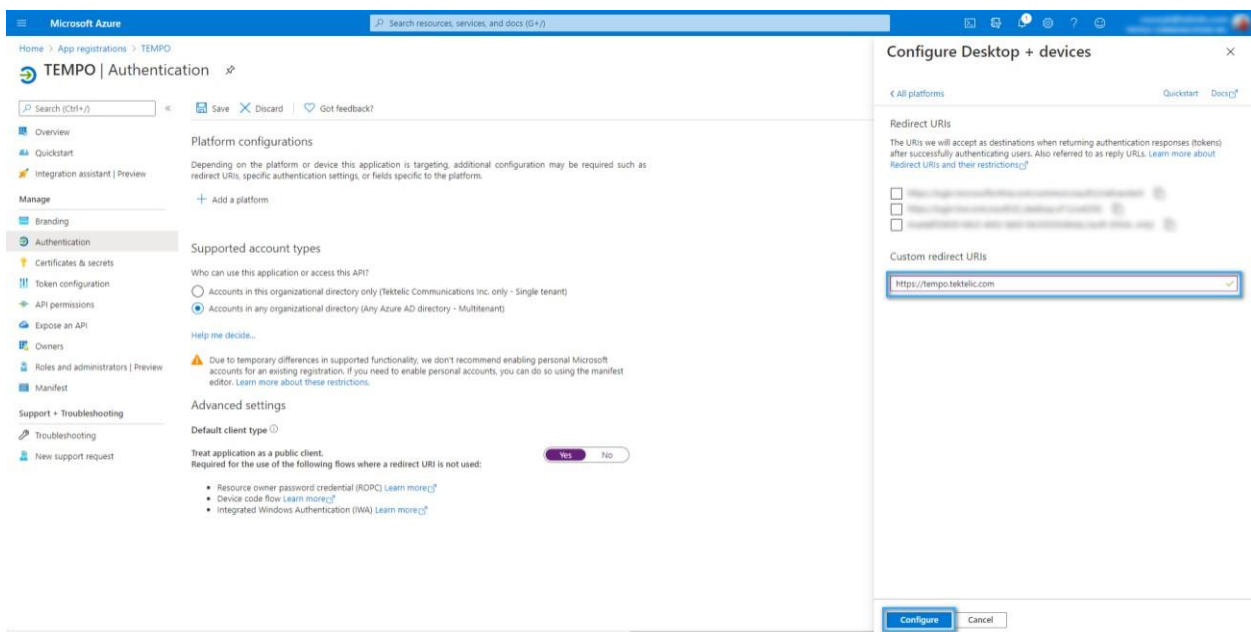 Microsoft Azure
Search resources, services, and docs (G+/)
Home > App registrations > TEMPO
TEMPO | Authentication
Search (Ctrl+/)
Overview
Quickstart
Integration assistant | Preview
Manage
Branding
Authentication
Certificates & secrets
Token configuration
API permissions
Expose an API
Owners
Roles and administrators | Preview
Manifest
Support + Troubleshooting
Troubleshooting
New support request
Save Discard Got feedback?
Platform configurations
Depending on the platform or device this application is targeting, additional configuration may be required such as
redirect URIs, specific authentication settings, or fields specific to the platform.
+ Add a platform
Supported account types
Who can use this application or access this API?
Accounts in this organizational directory only (Tektelic Communications Inc. only - Single tenant)
Accounts in any organizational directory (Any Azure AD directory - Multitenant)
Help me decide...
Due to temporary differences in supported functionality, we don't recommend enabling personal Microsoft
accounts for an existing registration. If you need to enable personal accounts, you can do so using the manifest
editor. Learn more about these restrictions.
Advanced settings
Default client type
Treat application as a public client.
Required for the use of the following flows where a redirect URI is not used:
Yes No
• Resource owner password credential (ROPC) Learn more
• Device code flow Learn more
• Integrated Windows Authentication (IWA) Learn more
Configure Desktop + devices
< All platforms Quickstart Docs
Redirect URIs
The URIs we will accept as destinations when returning authentication responses (tokens)
after successfully authenticating users. Also referred to as reply URLs. Learn more about
Redirect URIs and their restrictions
Custom redirect URIs
https://tempo.tektelic.com
Configure Cancel